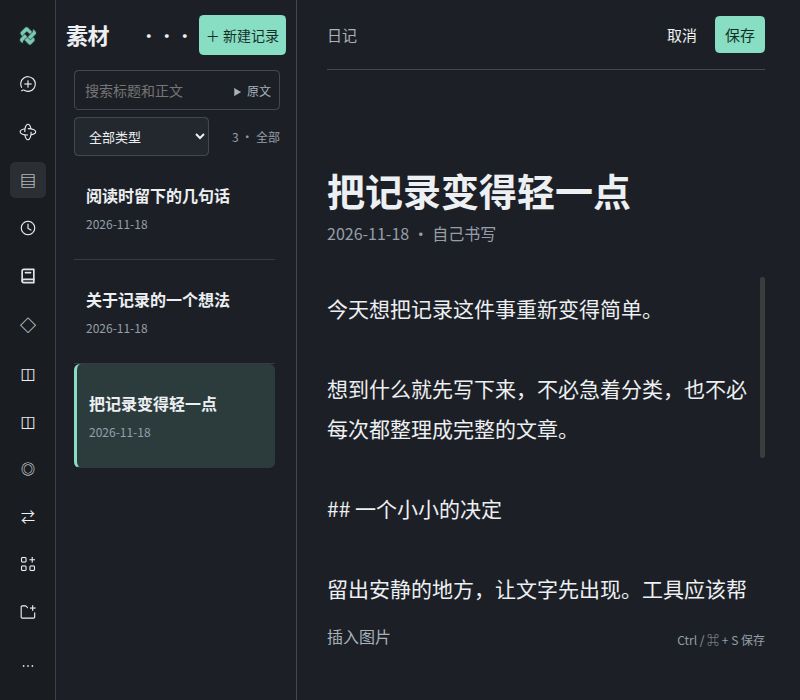 素材
···
＋ 新建记录
搜索标题和正文
▶ 原文
全部类型
3 · 全部
阅读时留下的几句话
2026-11-18
关于记录的一个想法
2026-11-18
把记录变得轻一点
2026-11-18
日记
取消
保存
把记录变得轻一点
2026-11-18 · 自己书写
今天想把记录这件事重新变得简单。
想到什么就先写下来，不必急着分类，也不必
每次都整理成完整的文章。
## 一个小小的决定
留出安静的地方，让文字先出现。工具应该帮
插入图片
Ctrl / ⌘ + S 保存